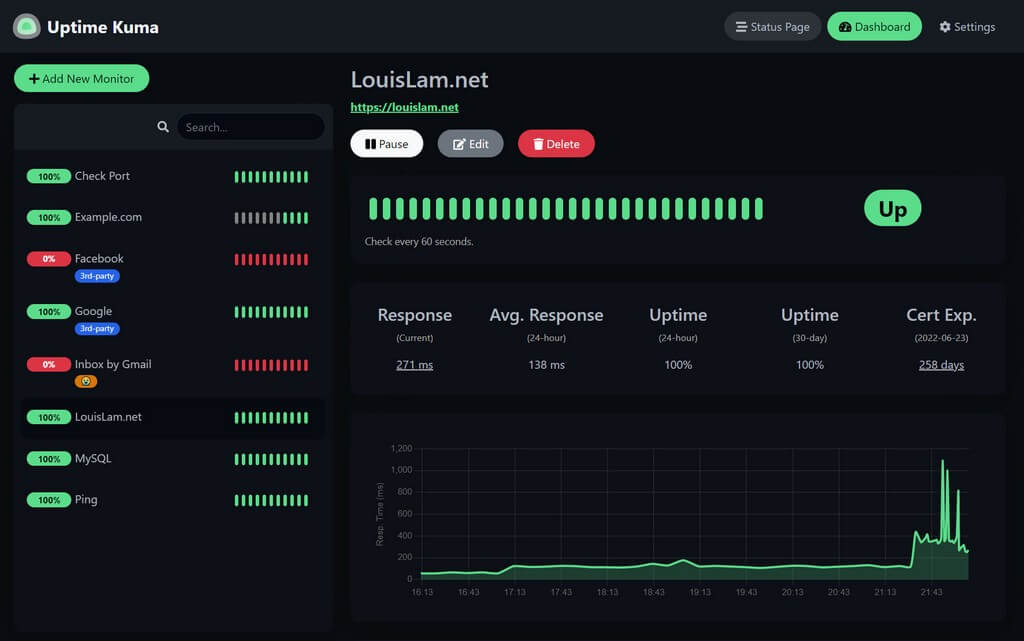 Uptime Kuma
Status Page
Dashboard
Settings
Add New Monitor
Search...
100% Check Port
100% Example.com
0% Facebook
3rd-party
100% Google
3rd-party
0% Inbox by Gmail
100% LouisLam.net
100% MySQL
100% Ping
LouisLam.net
https://louislam.net
Pause
Edit
Delete
Up
Check every 60 seconds.
Response Avg. Response Uptime Uptime Cert Exp.
(Current) (24-hour) (24-hour) (30-day) (2022-06-23)
271 ms 138 ms 100% 100% 258 days
Resp. Time (ms)
1,200
1,000
800
600
400
200
0
16:13 16:43 17:13 17:43 18:13 18:43 19:13 19:43 20:13 20:43 21:13 21:43